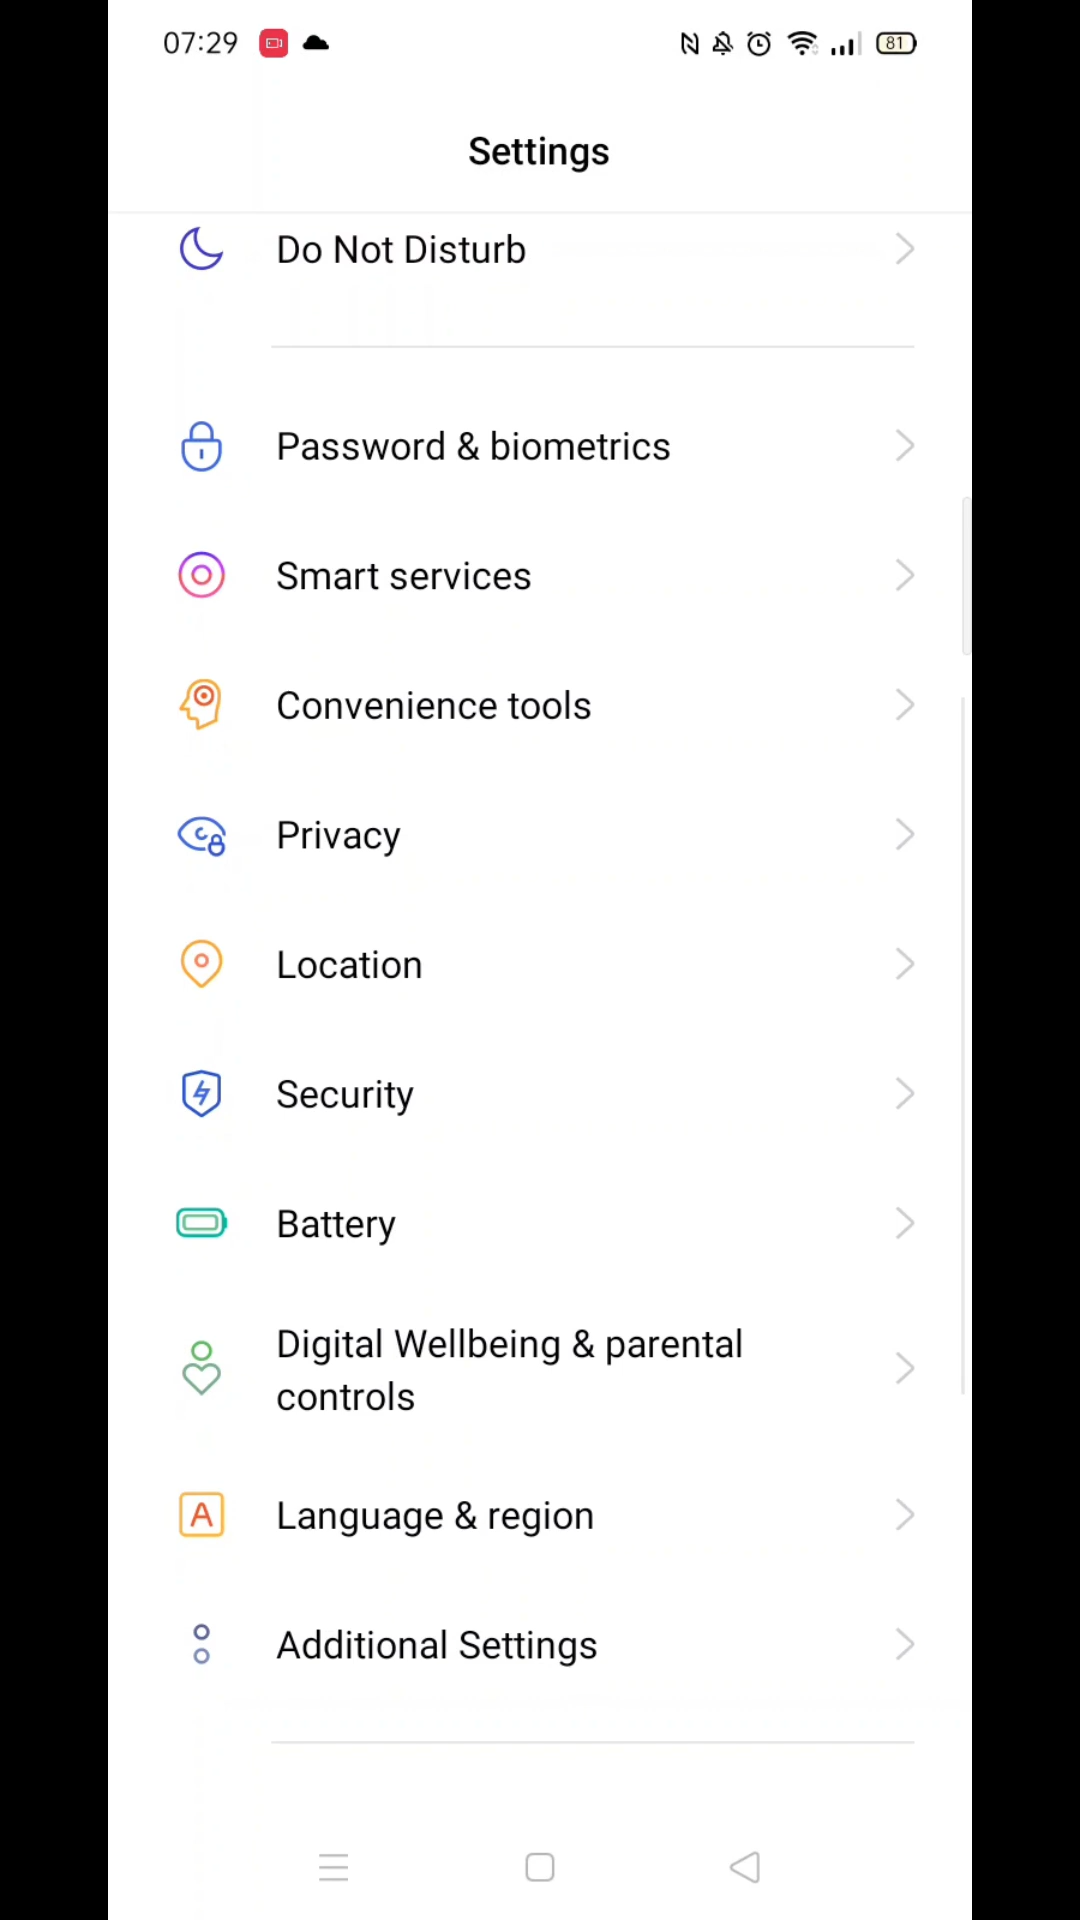 07:29
81
Settings
Do Not Disturb
Password & biometrics
Smart services
Convenience tools
Privacy
Location
Security
Battery
Digital Wellbeing & parental
controls
A
Language & region
Additional Settings